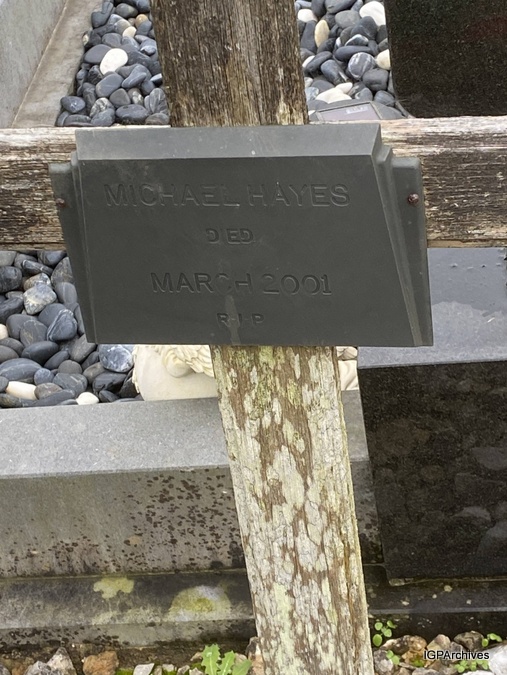 MICHAEL HAYES
DIED
MARCH 2001
R·I·P
IGPArchives